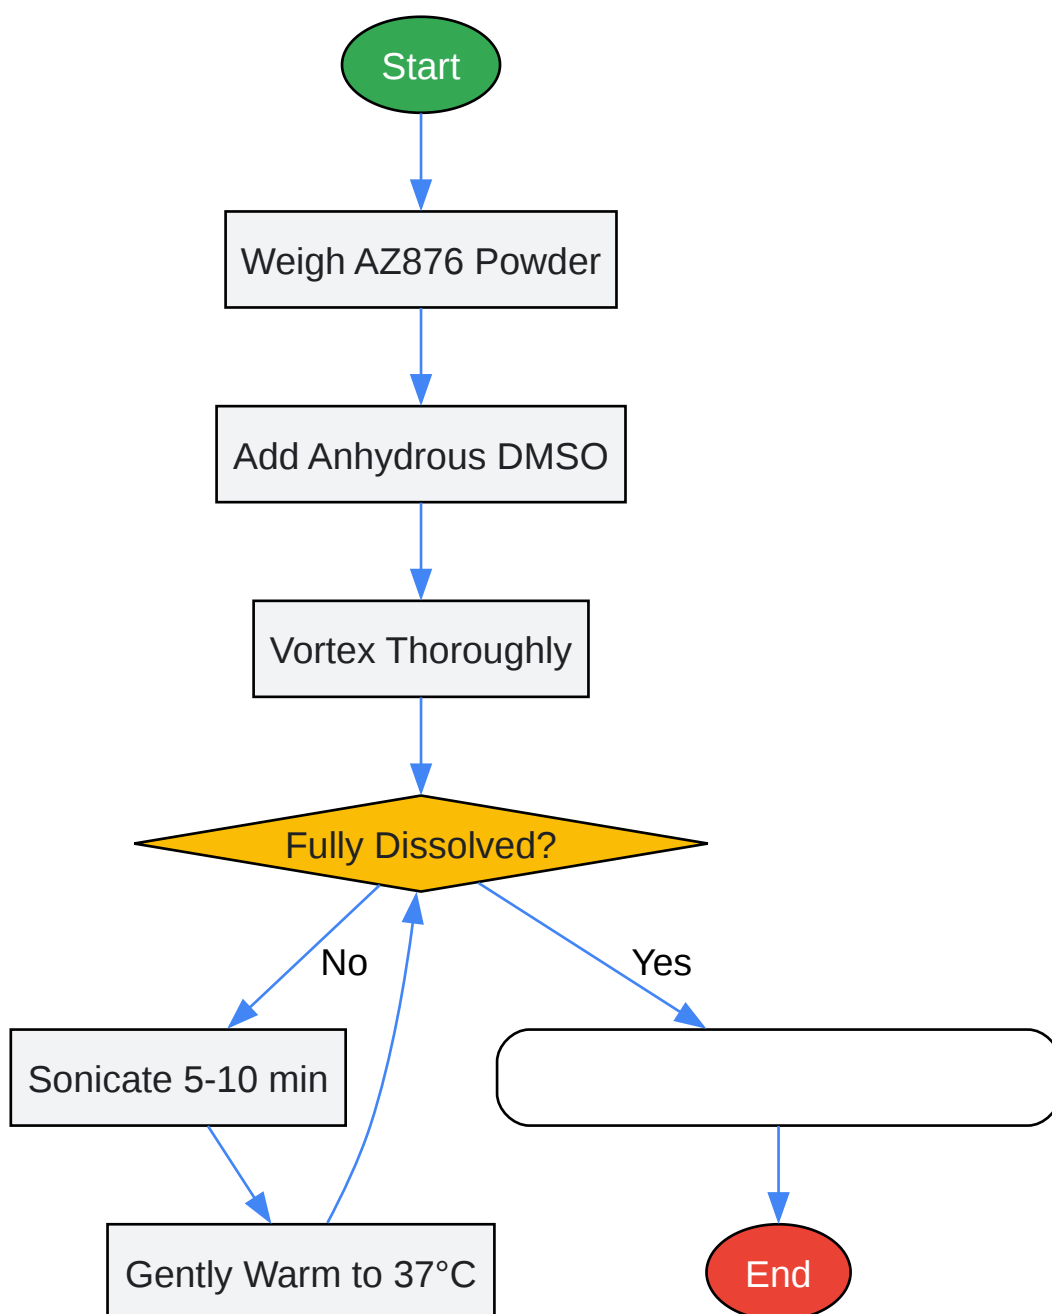 Start
Weigh AZ876 Powder
Add Anhydrous DMSO
Vortex Thoroughly
Fully Dissolved?
No
Yes
Sonicate 5-10 min
Gently Warm to 37°C
End